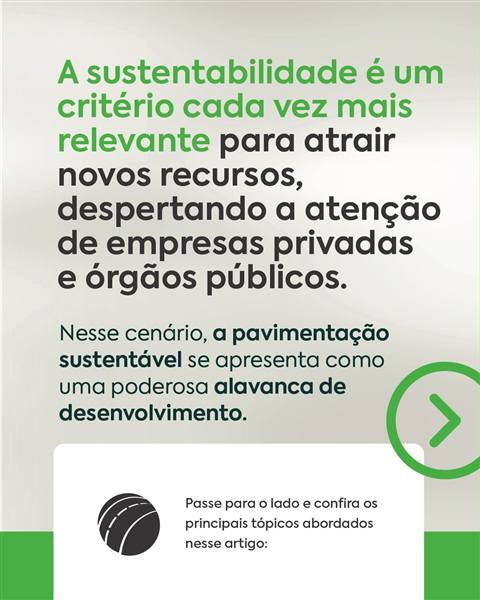 A sustentabilidade é um
critério cada vez mais
relevante para atrair
novos recursos,
despertando a atenção
de empresas privadas
e órgãos públicos.
Nesse cenário, a pavimentação
sustentável se apresenta como
uma poderosa alavanca de
desenvolvimento.
Passe para o lado e confira os
principais tópicos abordados
nesse artigo: